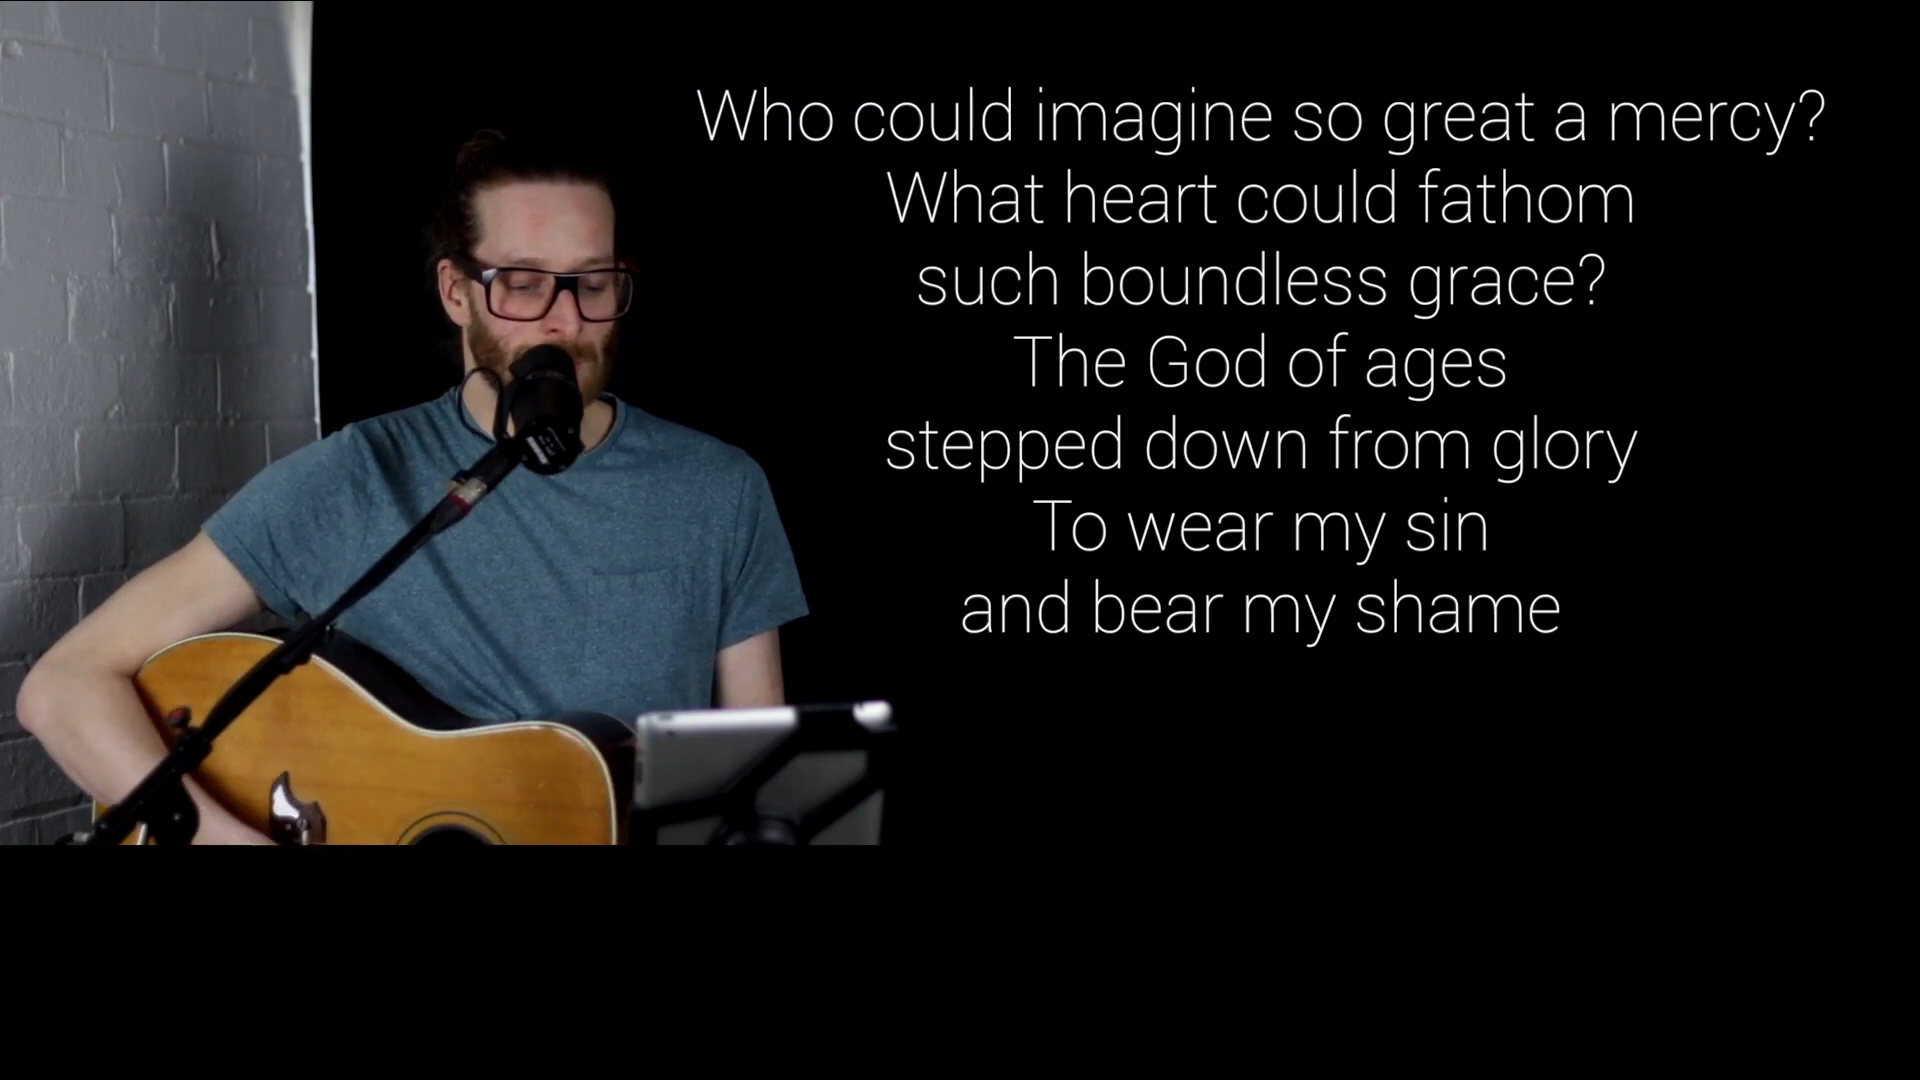 Who could imagine so great a mercy?
What heart could fathom
such boundless grace?
The God of ages
stepped down from glory
To wear my sin
and bear my shame